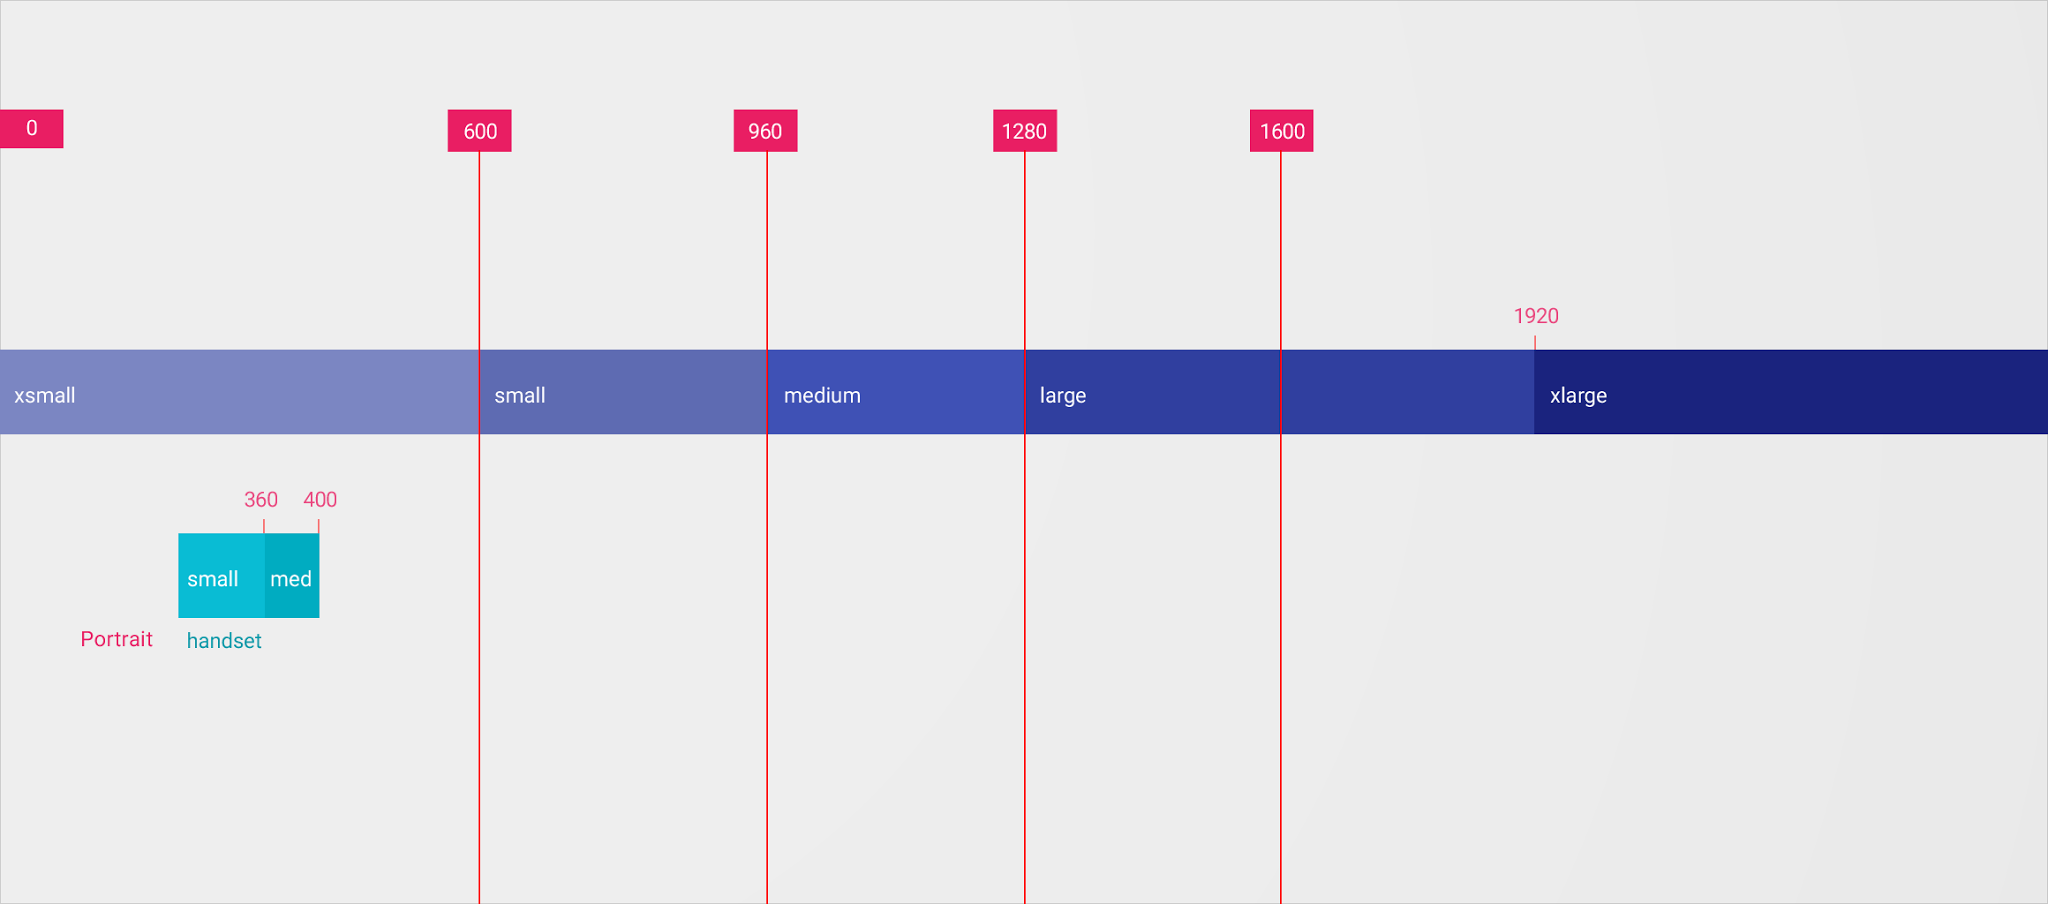 0 600 960 1280 1600
1920
xsmall small medium large xlarge
360 400
small med
Portrait handset